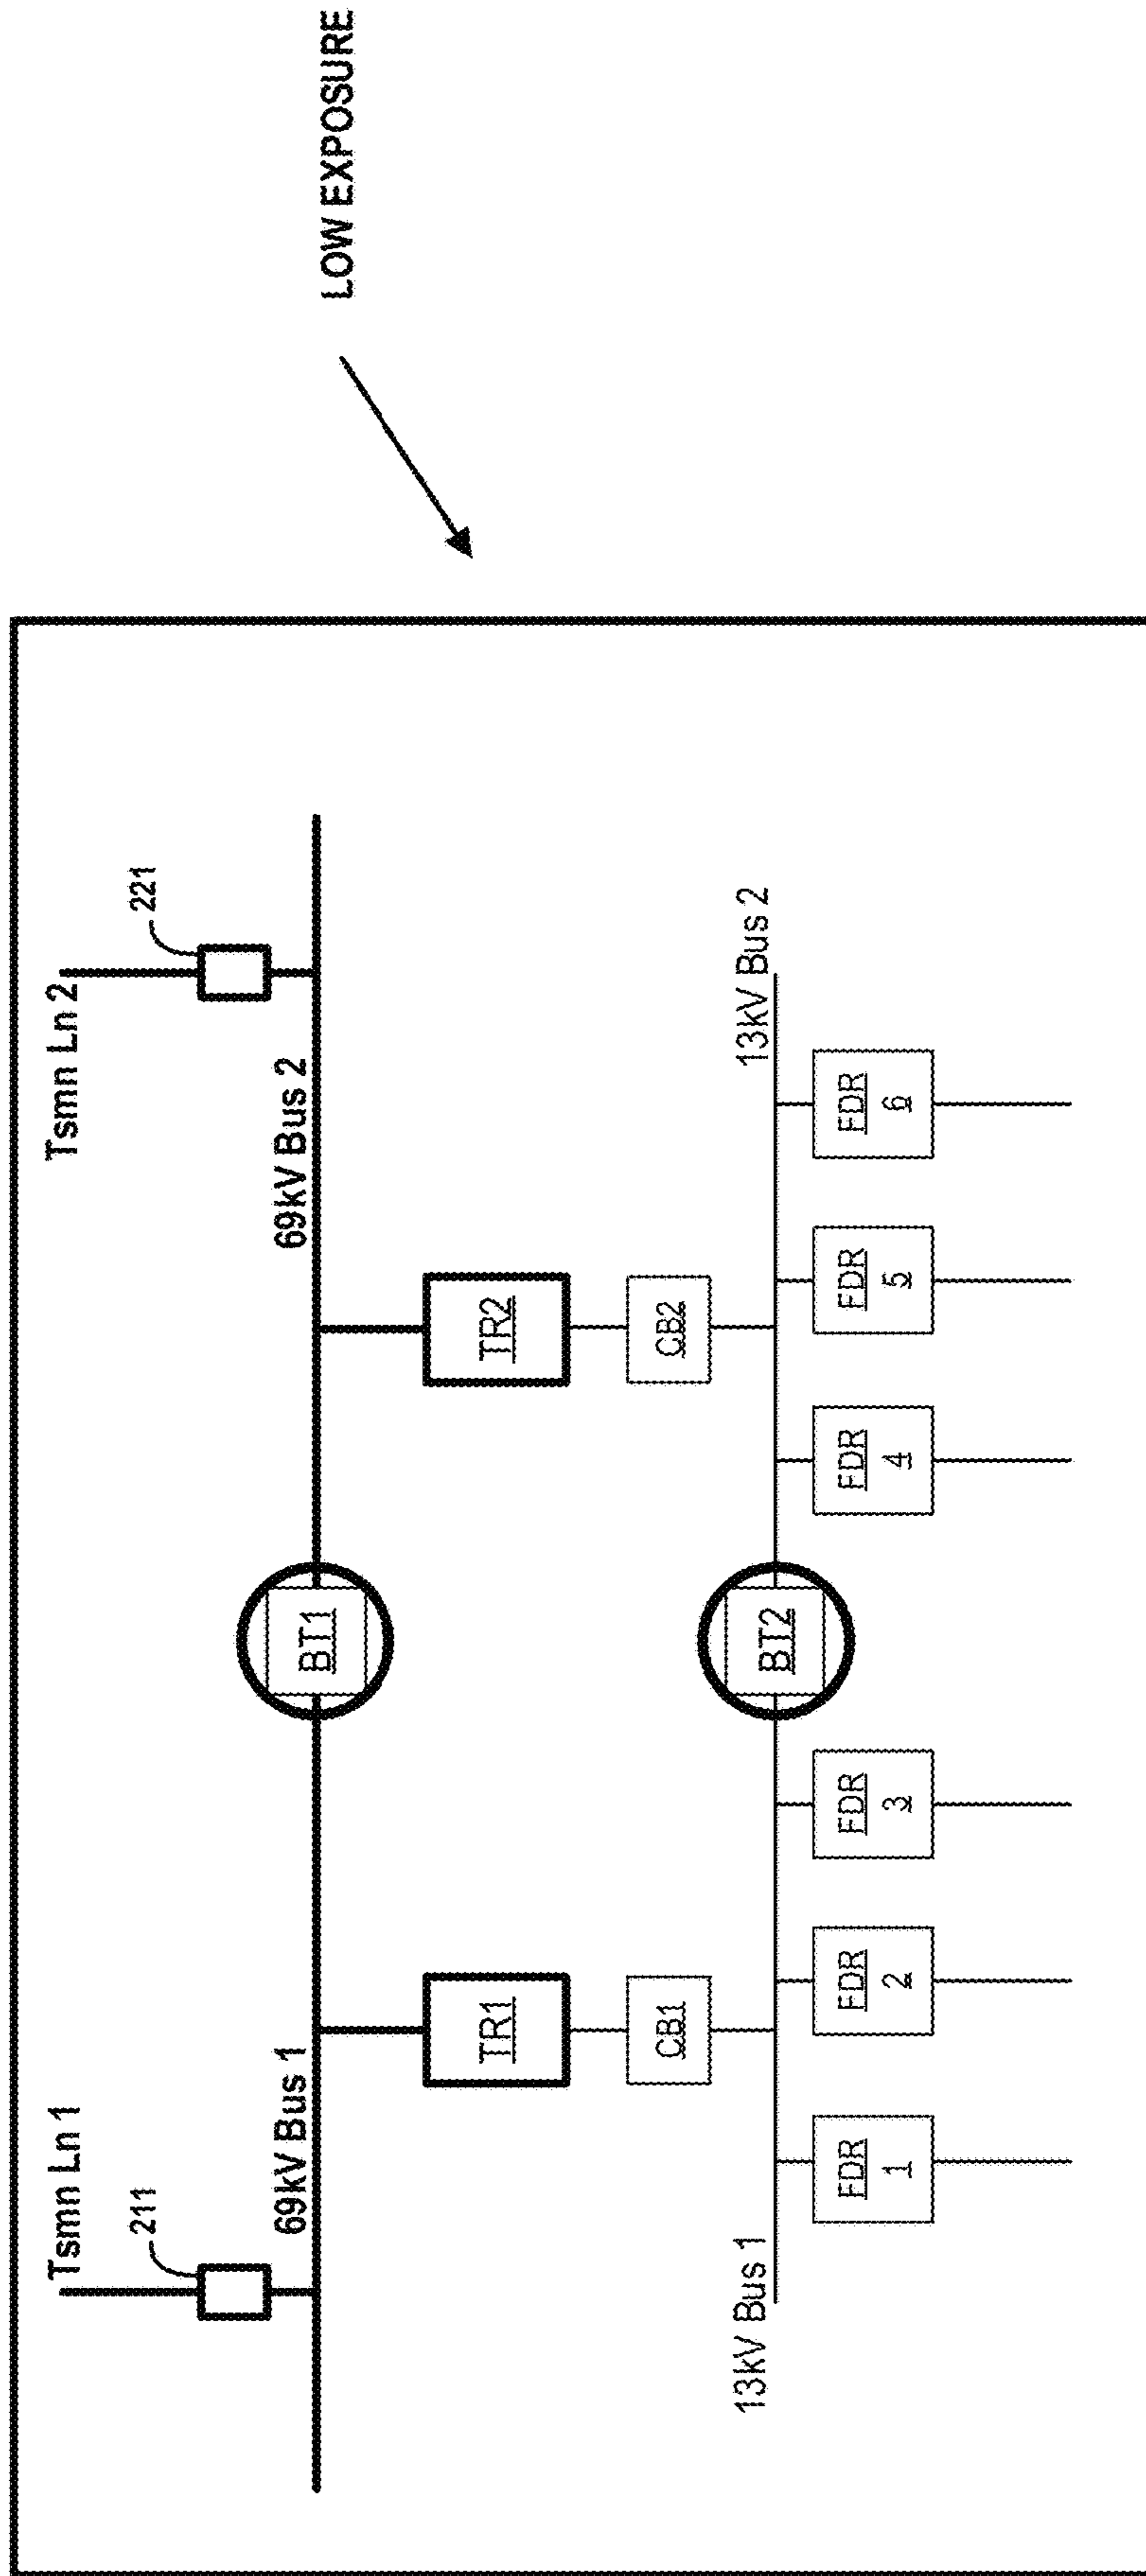 LOW EXPOSURE
Tsmn Ln 1
Tsmn Ln 2
211
221
69kV Bus 1
69kV Bus 2
BT1
TR1
TR2
CB1
CB2
13kV Bus 1
13kV Bus 2
BT2
FDR
1
FDR
2
FDR
3
FDR
4
FDR
5
FDR
6